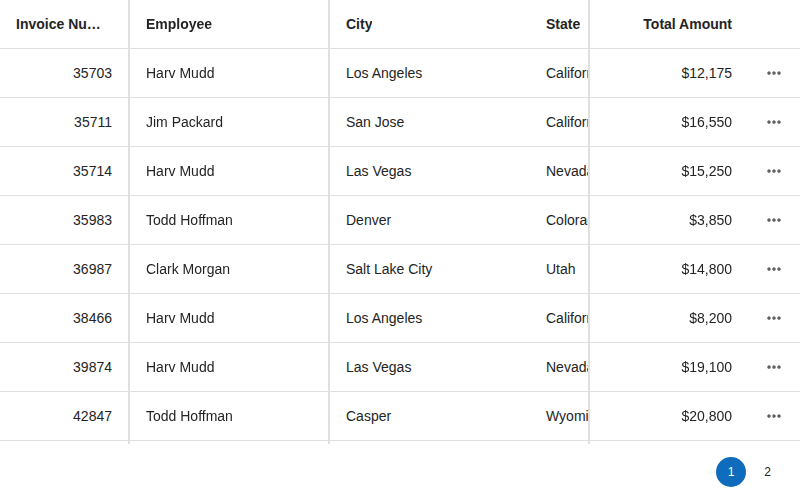 Invoice Nu… Employee City State Total Amount
35703 Harv Mudd Los Angeles Califor $12,175
35711 Jim Packard San Jose Califor $16,550
35714 Harv Mudd Las Vegas Nevad $15,250
35983 Todd Hoffman Denver Colora $3,850
36987 Clark Morgan Salt Lake City Utah $14,800
38466 Harv Mudd Los Angeles Califor $8,200
39874 Harv Mudd Las Vegas Nevad $19,100
42847 Todd Hoffman Casper Wyomi $20,800
1 2